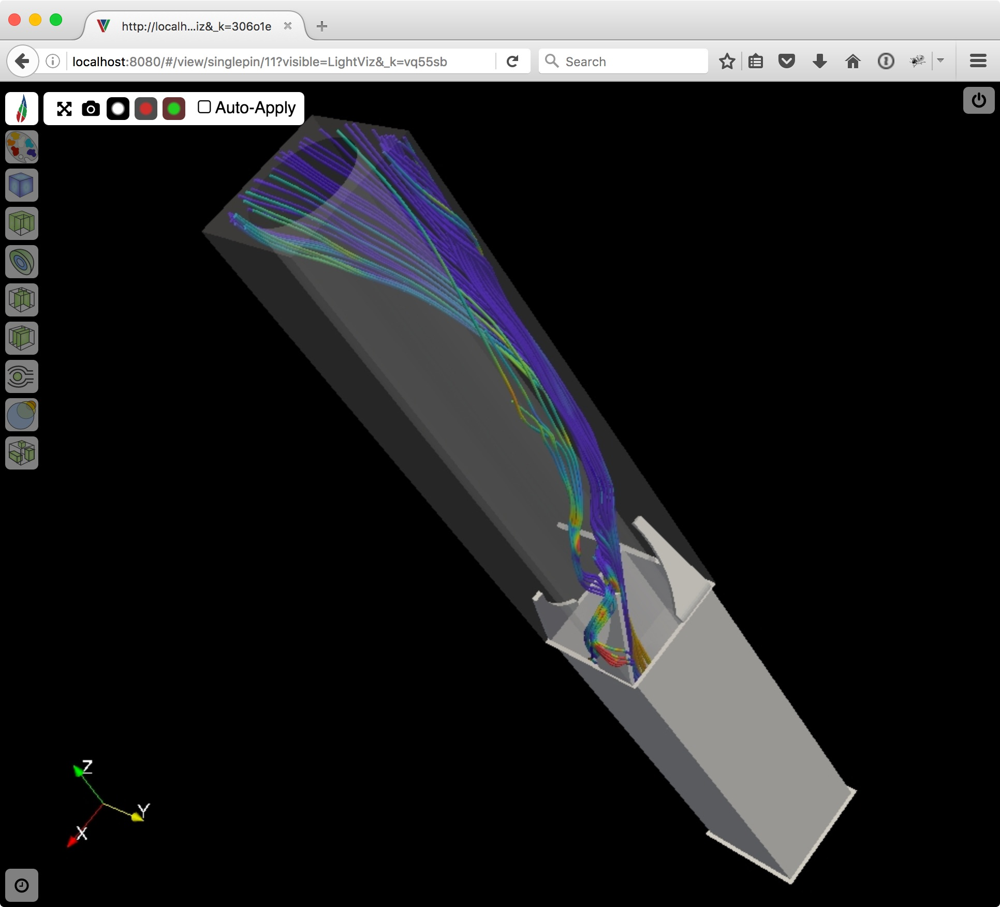 http://localh...iz&_k=306o1e
localhost:8080/#/view/singlepin/11?visible=LightViz&_k=vq55sb
Search
Auto-Apply
Z
Y
X